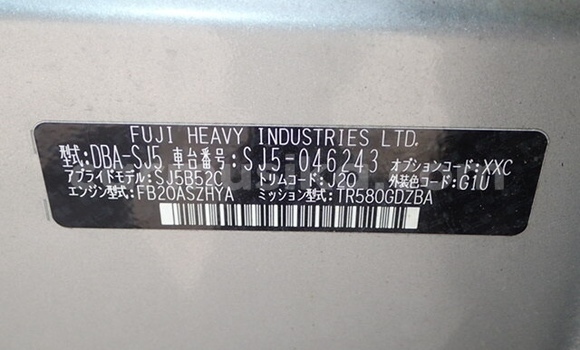 FUJI HEAVY INDUSTRIES LTD.
型式:DBA-SJ5 車台番号:SJ5-046243 オプションコード:XXC
アプライドモデル:SJ5B52C トリムコード:J20 外装色コード:G1U
エンジン型式:FB20ASZHYA ミッション型式:TR580GDZBA